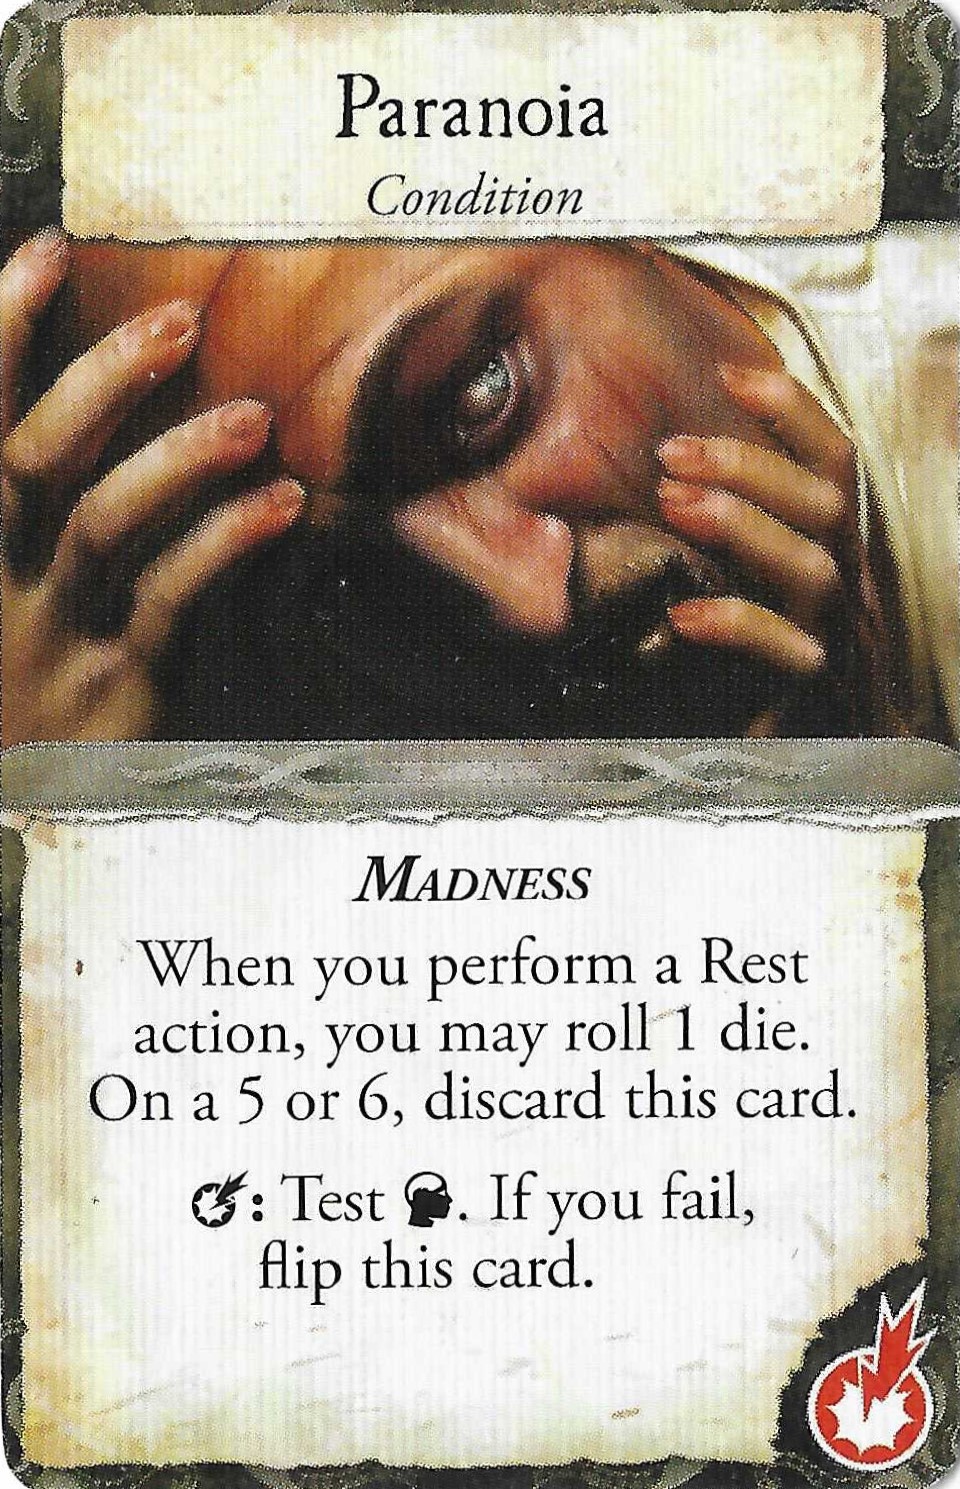 Paranoia
Condition
MADNESS
When you perform a Rest
action, you may roll 1 die.
On a 5 or 6, discard this card.
: Test . If you fail,
flip this card.